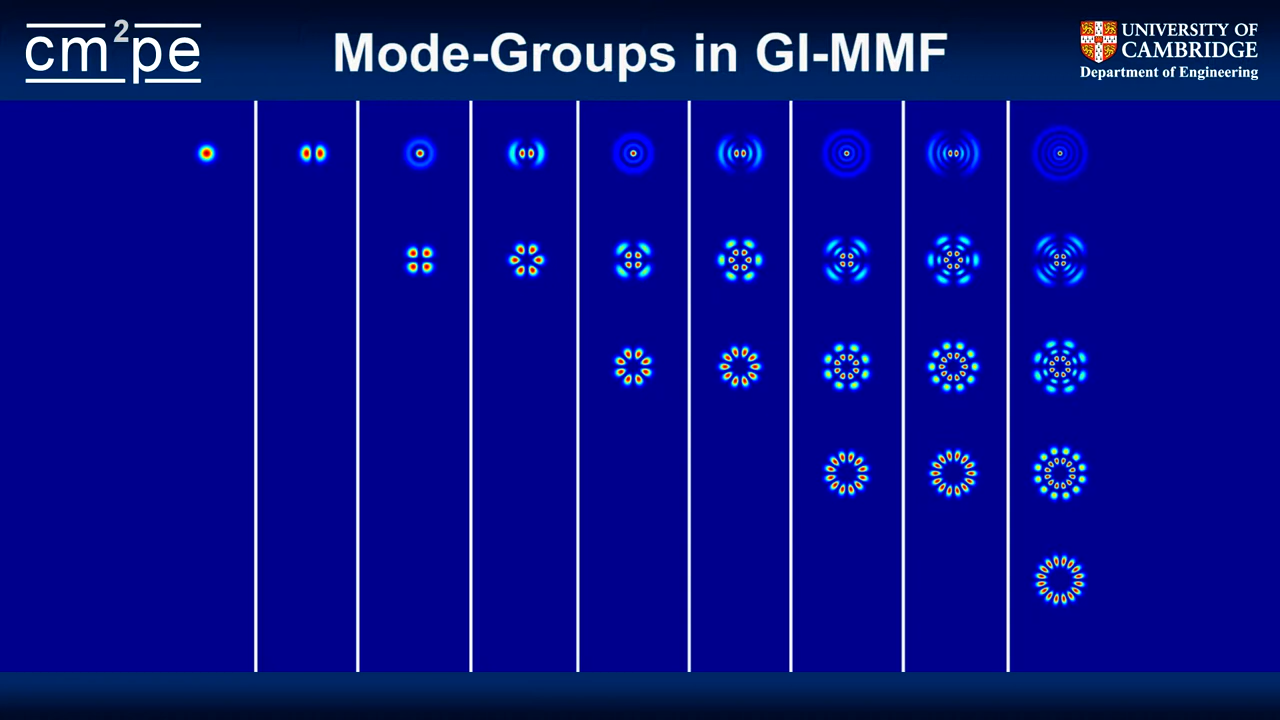 cm²pe
Mode-Groups in GI-MMF
UNIVERSITY OF
CAMBRIDGE
Department of Engineering